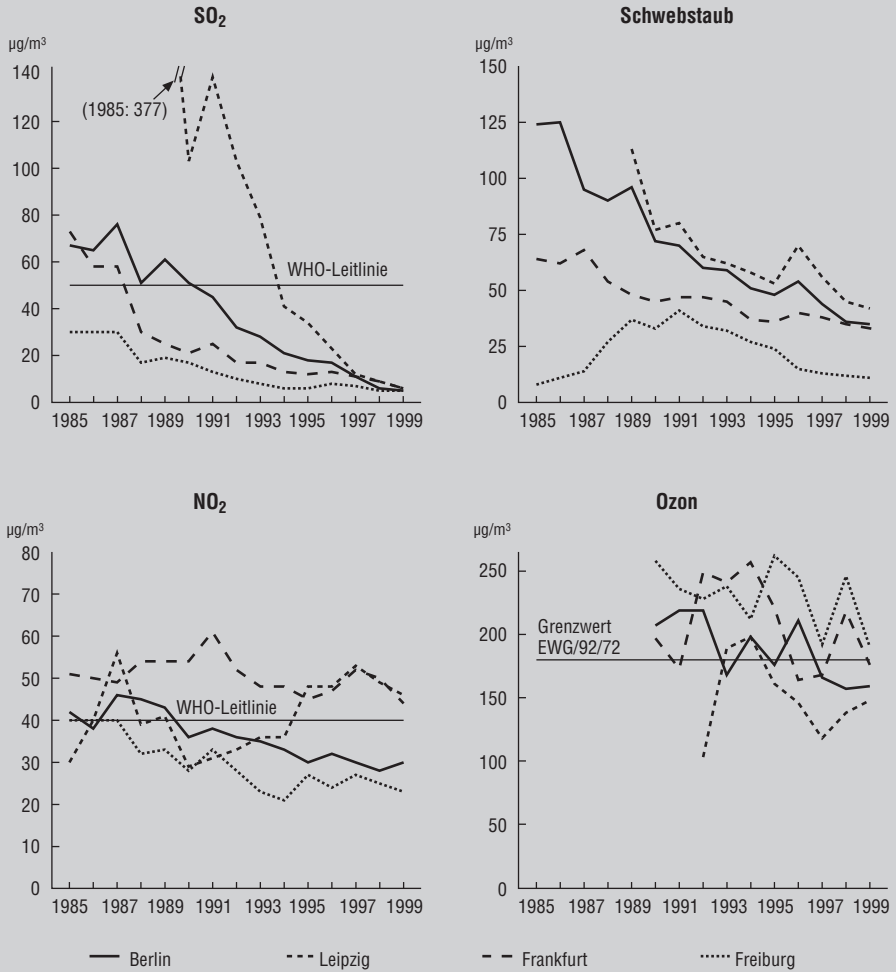 SO₂
µg/m³
140
120
100
80
60
40
20
0
(1985: 377)
WHO-Leitlinie
1985 1987 1989 1991 1993 1995 1997 1999
Schwebstaub
µg/m³
150
125
100
75
50
25
0
1985 1987 1989 1991 1993 1995 1997 1999
NO₂
µg/m³
80
70
60
50
40
30
20
10
0
WHO-Leitlinie
1985 1987 1989 1991 1993 1995 1997 1999
Ozon
µg/m³
250
200
150
100
50
0
Grenzwert
EWG/92/72
1985 1987 1989 1991 1993 1995 1997 1999
Berlin Leipzig Frankfurt Freiburg